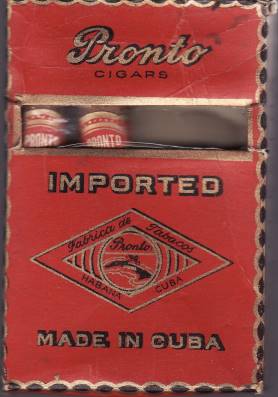 Pronto
CIGARS
PRONTO PRONTO
IMPORTED
Fabrica de Tabacos
Pronto
HABANA CUBA
MADE IN CUBA